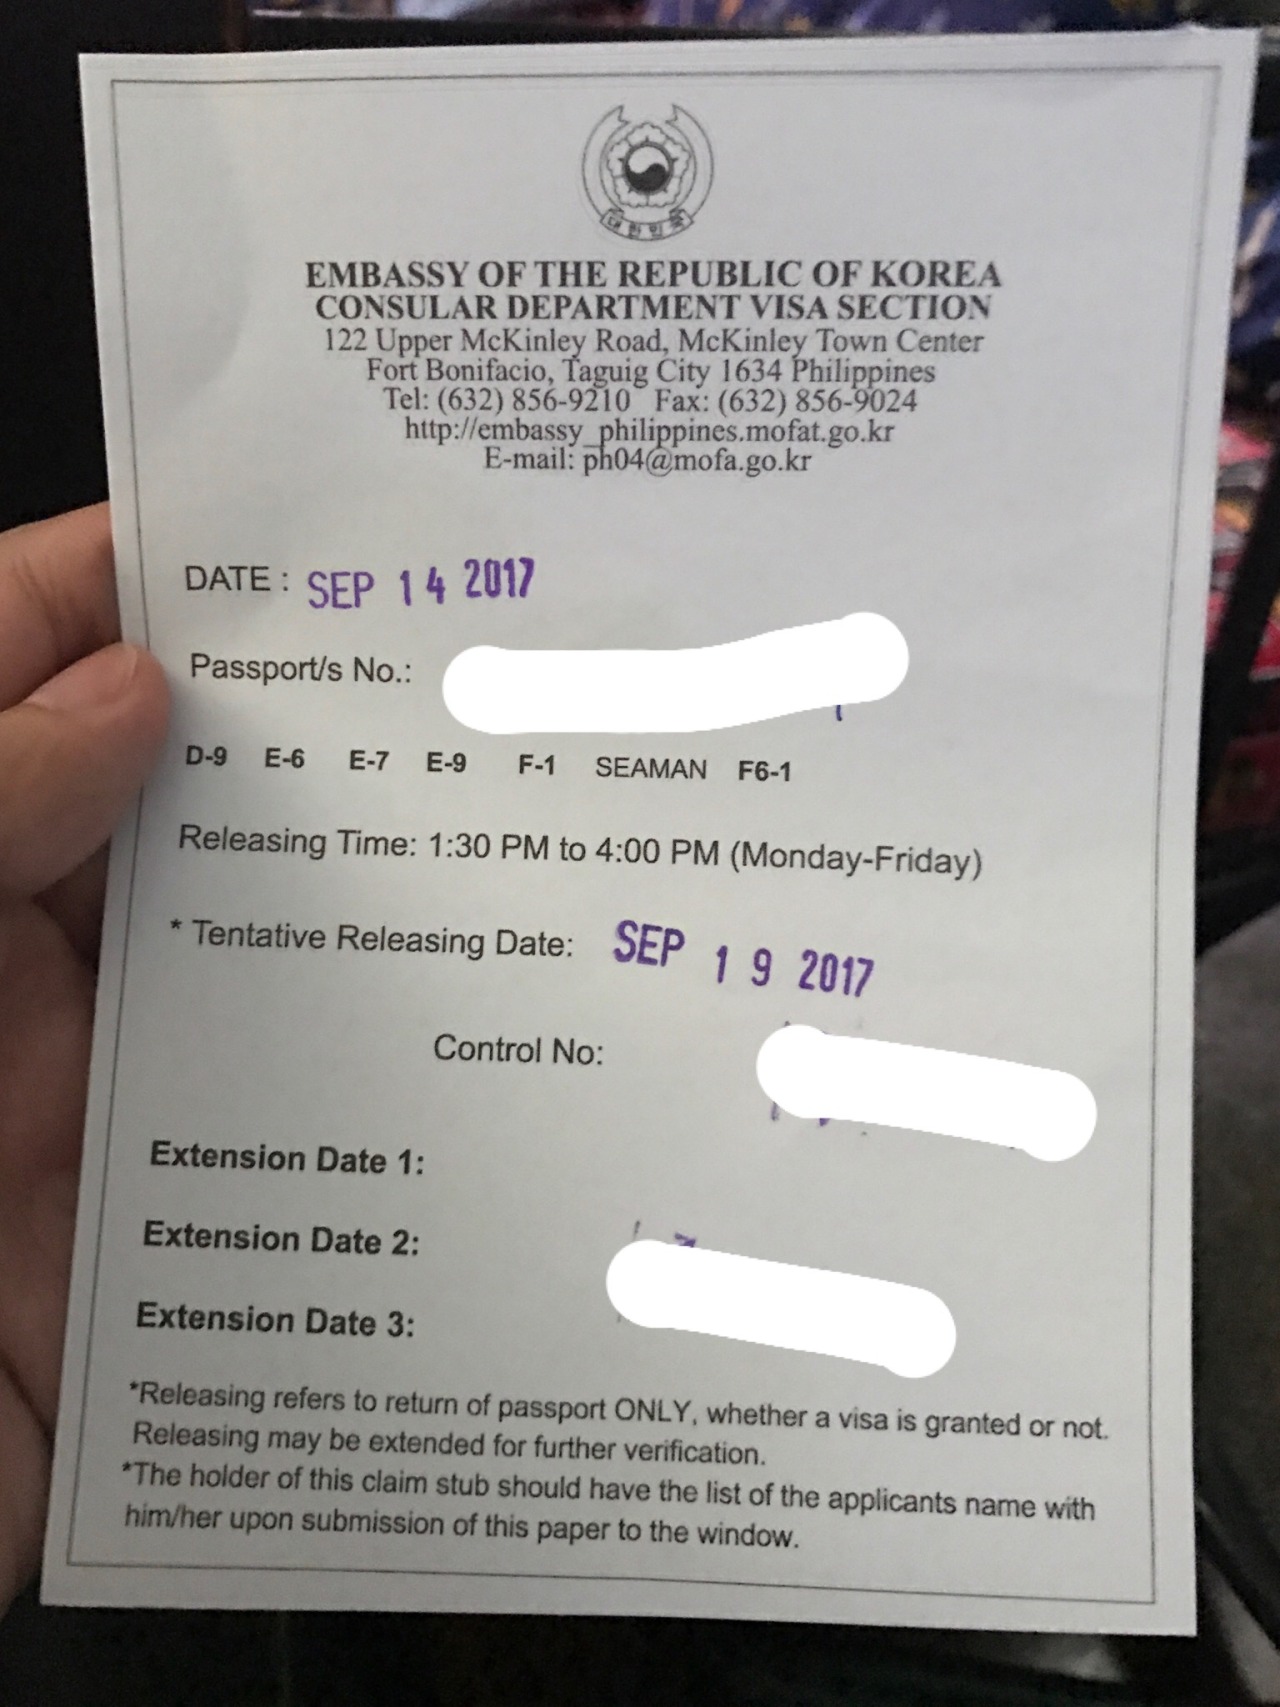 대한민국
EMBASSY OF THE REPUBLIC OF KOREA
CONSULAR DEPARTMENT VISA SECTION
122 Upper McKinley Road, McKinley Town Center
Fort Bonifacio, Taguig City 1634 Philippines
Tel: (632) 856-9210 Fax: (632) 856-9024
http://embassy_philippines.mofat.go.kr
E-mail: ph04@mofa.go.kr
DATE : SEP 14 2017
Passport/s No.:
D-9 E-6 E-7 E-9 F-1 SEAMAN F6-1
Releasing Time: 1:30 PM to 4:00 PM (Monday-Friday)
* Tentative Releasing Date: SEP 19 2017
Control No:
Extension Date 1:
Extension Date 2:
Extension Date 3:
*Releasing refers to return of passport ONLY, whether a visa is granted or not.
Releasing may be extended for further verification.
*The holder of this claim stub should have the list of the applicants name with
him/her upon submission of this paper to the window.